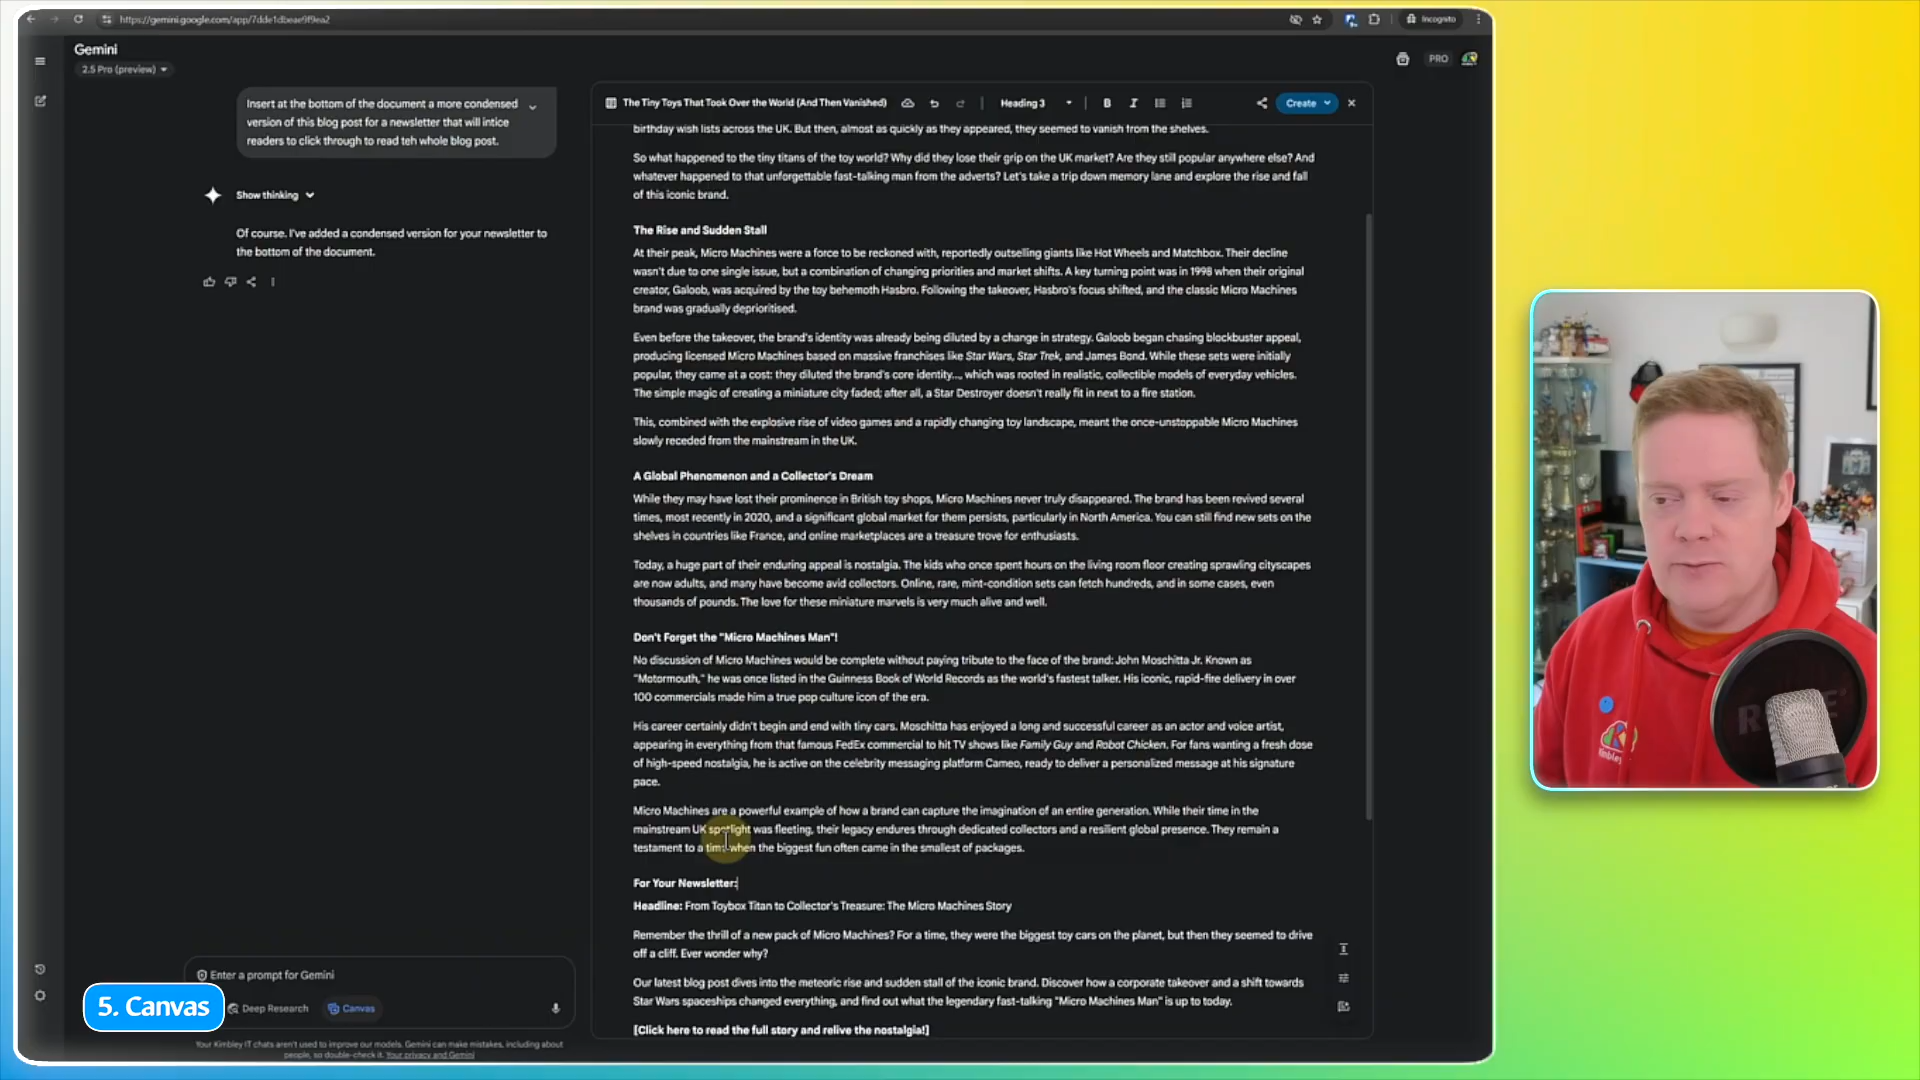 https://gemini.google.com/app/7dde1dbeae9f9ea2
Incognito
Gemini
2.5 Pro (preview)
PRO
Insert at the bottom of the document a more condensed
version of this blog post for a newsletter that will intice
readers to click through to read teh whole blog post.
Show thinking
Of course. I've added a condensed version for your newsletter to
the bottom of the document.
The Tiny Toys That Took Over the World (And Then Vanished)
Heading 3
B
I
Create
birthday wish lists across the UK. But then, almost as quickly as they appeared, they seemed to vanish from the shelves.
So what happened to the tiny titans of the toy world? Why did they lose their grip on the UK market? Are they still popular anywhere else? And
whatever happened to that unforgettable fast-talking man from the adverts? Let's take a trip down memory lane and explore the rise and fall
of this iconic brand.
The Rise and Sudden Stall
At their peak, Micro Machines were a force to be reckoned with, reportedly outselling giants like Hot Wheels and Matchbox. Their decline
wasn't due to one single issue, but a combination of changing priorities and market shifts. A key turning point was in 1998 when their original
creator, Galoob, was acquired by the toy behemoth Hasbro. Following the takeover, Hasbro's focus shifted, and the classic Micro Machines
brand was gradually deprioritised.
Even before the takeover, the brand's identity was already being diluted by a change in strategy. Galoob began chasing blockbuster appeal,
producing licensed Micro Machines based on massive franchises like Star Wars, Star Trek, and James Bond. While these sets were initially
popular, they came at a cost: they diluted the brand's core identity..., which was rooted in realistic, collectible models of everyday vehicles.
The simple magic of creating a miniature city faded; after all, a Star Destroyer doesn't really fit in next to a fire station.
This, combined with the explosive rise of video games and a rapidly changing toy landscape, meant the once-unstoppable Micro Machines
slowly receded from the mainstream in the UK.
A Global Phenomenon and a Collector's Dream
While they may have lost their prominence in British toy shops, Micro Machines never truly disappeared. The brand has been revived several
times, most recently in 2020, and a significant global market for them persists, particularly in North America. You can still find new sets on the
shelves in countries like France, and online marketplaces are a treasure trove for enthusiasts.
Today, a huge part of their enduring appeal is nostalgia. The kids who once spent hours on the living room floor creating sprawling cityscapes
are now adults, and many have become avid collectors. Online, rare, mint-condition sets can fetch hundreds, and in some cases, even
thousands of pounds. The love for these miniature marvels is very much alive and well.
Don't Forget the "Micro Machines Man"!
No discussion of Micro Machines would be complete without paying tribute to the face of the brand: John Moschitta Jr. Known as
"Motormouth," he was once listed in the Guinness Book of World Records as the world's fastest talker. His iconic, rapid-fire delivery in over
100 commercials made him a true pop culture icon of the era.
His career certainly didn't begin and end with tiny cars. Moschitta has enjoyed a long and successful career as an actor and voice artist,
appearing in everything from that famous FedEx commercial to hit TV shows like Family Guy and Robot Chicken. For fans wanting a fresh dose
of high-speed nostalgia, he is active on the celebrity messaging platform Cameo, ready to deliver a personalized message at his signature
pace.
Micro Machines are a powerful example of how a brand can capture the imagination of an entire generation. While their time in the
mainstream UK spotlight was fleeting, their legacy endures through dedicated collectors and a resilient global presence. They remain a
testament to a time when the biggest fun often came in the smallest of packages.
For Your Newsletter:
Headline: From Toybox Titan to Collector's Treasure: The Micro Machines Story
Remember the thrill of a new pack of Micro Machines? For a time, they were the biggest toy cars on the planet, but then they seemed to drive
off a cliff. Ever wonder why?
Our latest blog post dives into the meteoric rise and sudden stall of the iconic brand. Discover how a corporate takeover and a shift towards
Star Wars spaceships changed everything, and find out what the legendary fast-talking "Micro Machines Man" is up to today.
[Click here to read the full story and relive the nostalgia!]
Enter a prompt for Gemini
Deep Research
Canvas
5. Canvas
Your Kimbley IT chats aren't used to improve our models. Gemini can make mistakes, including about
people, so double-check it. Your privacy and Gemini
Kimbley